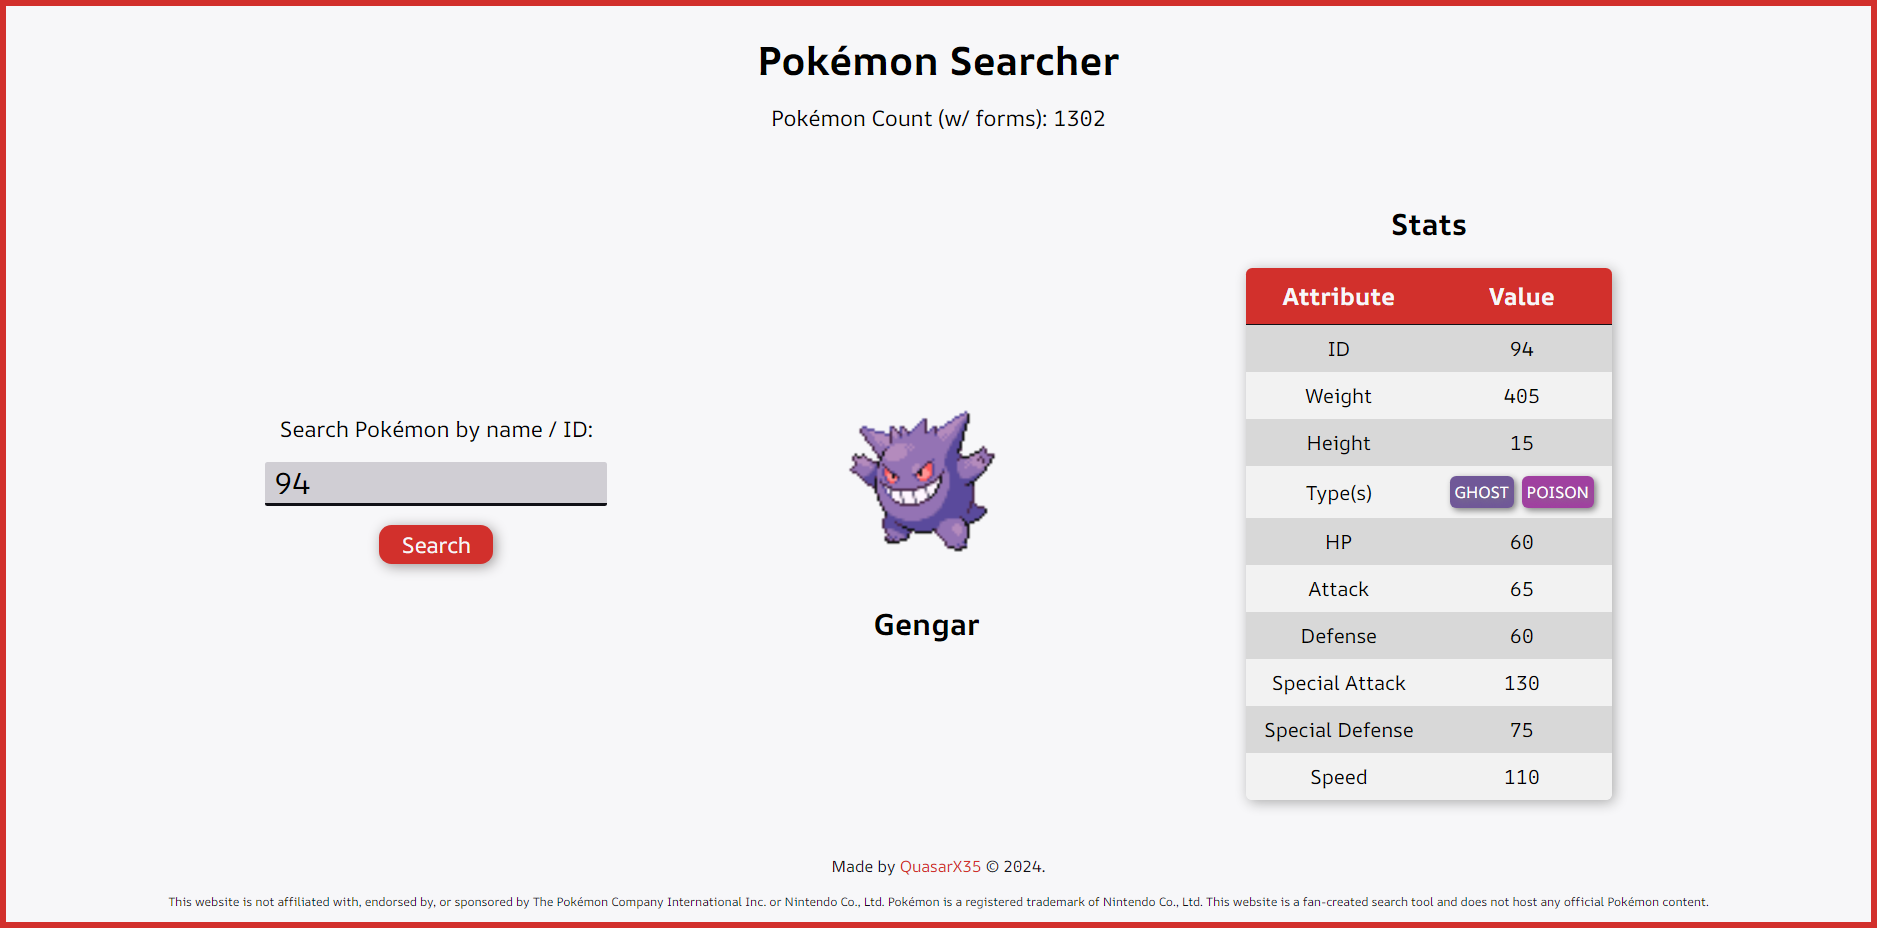 Pokémon Searcher
Pokémon Count (w/ forms): 1302
Search Pokémon by name / ID:
94
Search
Gengar
Stats
Attribute Value
ID 94
Weight 405
Height 15
Type(s) GHOST POISON
HP 60
Attack 65
Defense 60
Special Attack 130
Special Defense 75
Speed 110
Made by QuasarX35 © 2024.
This website is not affiliated with, endorsed by, or sponsored by The Pokémon Company International Inc. or Nintendo Co., Ltd. Pokémon is a registered trademark of Nintendo Co., Ltd. This website is a fan-created search tool and does not host any official Pokémon content.